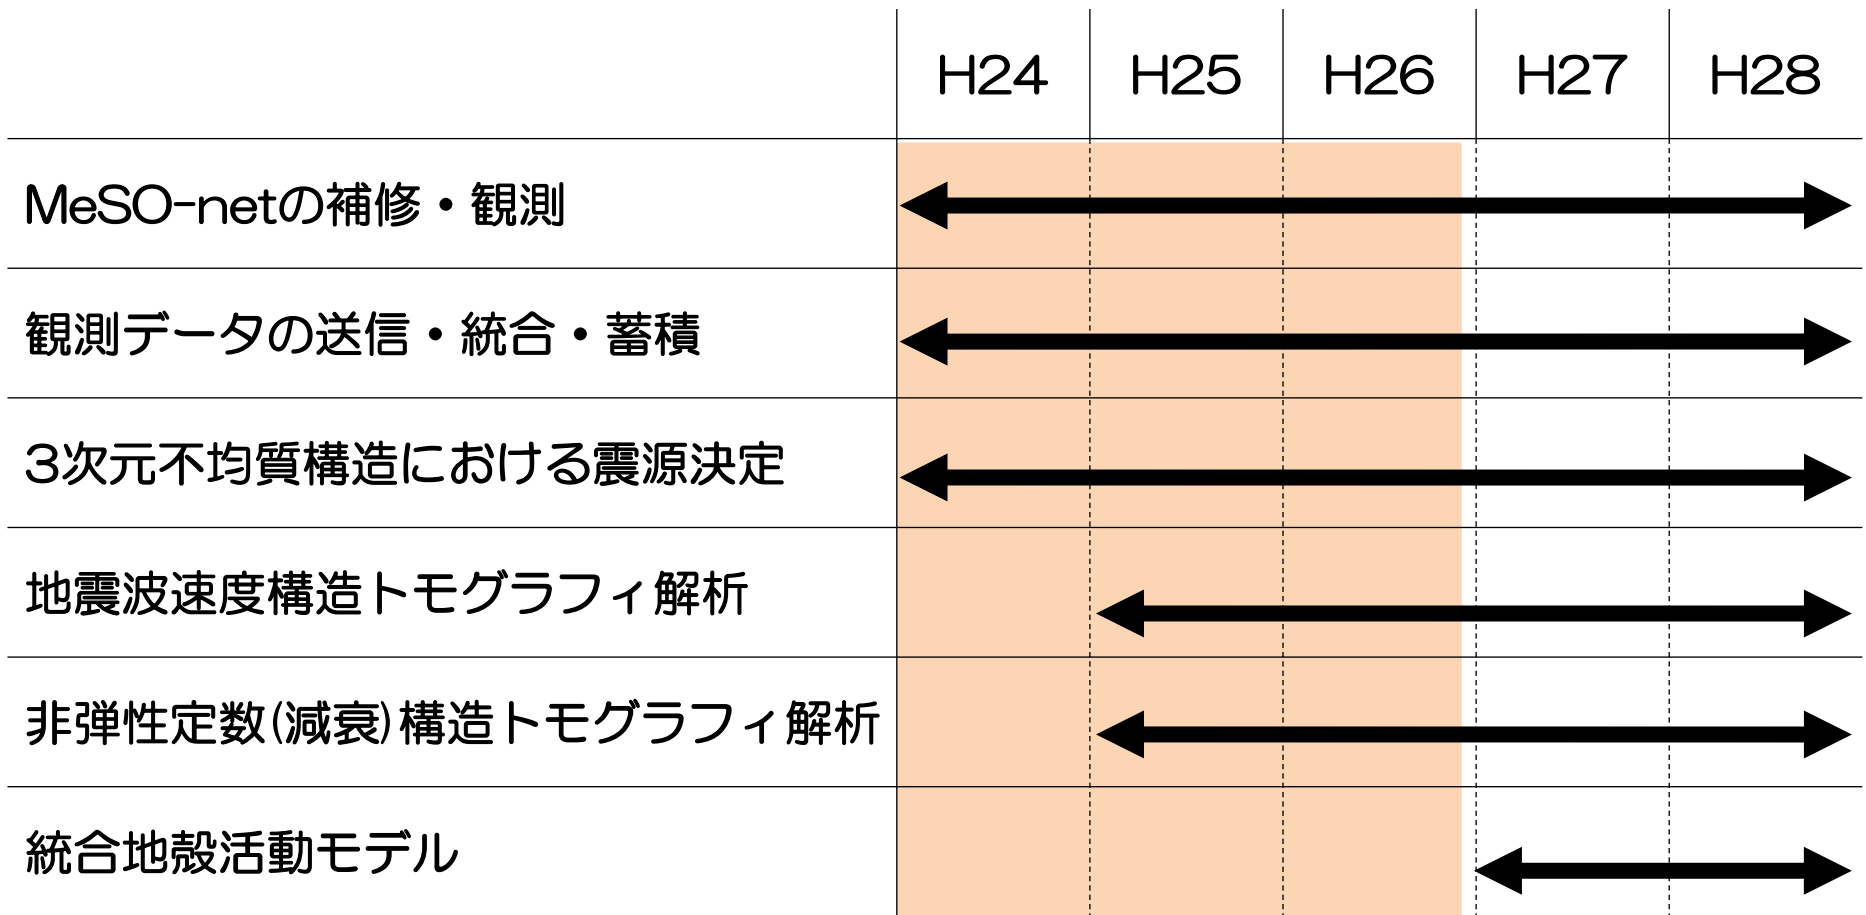 H24 H25 H26 H27 H28
MeSO-netの補修・観測
観測データの送信・統合・蓄積
3次元不均質構造における震源決定
地震波速度構造トモグラフィ解析
非弾性定数(減衰)構造トモグラフィ解析
統合地殻活動モデル